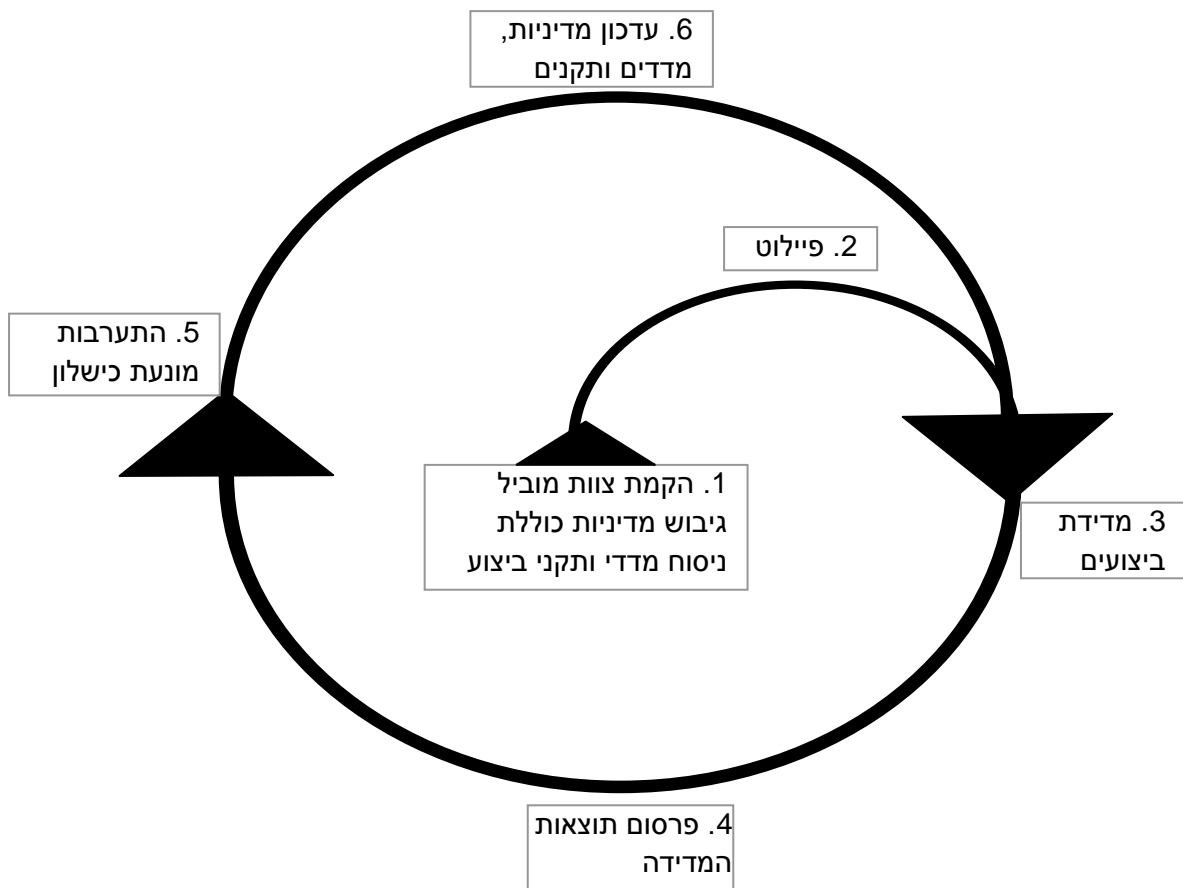 6. עדכון מדיניות,
מדדים ותקנים
2. פיילוט
5. התערבות
מונעת כישלון
1. הקמת צוות מוביל
גיבוש מדיניות כוללת
ניסוח מדדי ותקני ביצוע
3. מדידת
ביצועים
4. פרסום תוצאות
המדידה